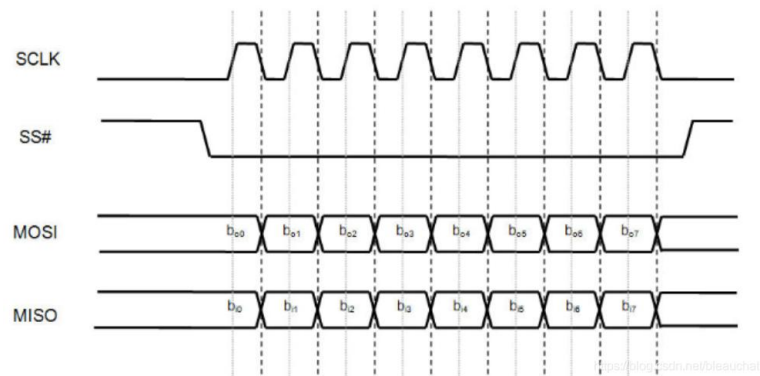 SCLK
SS#
MOSI
bo0 bo1 bo2 bo3 bo4 bo5 bo6 bo7
MISO
bi0 bi1 bi2 bi3 bi4 bi5 bi6 bi7
https://blog.csdn.net/bleauchat